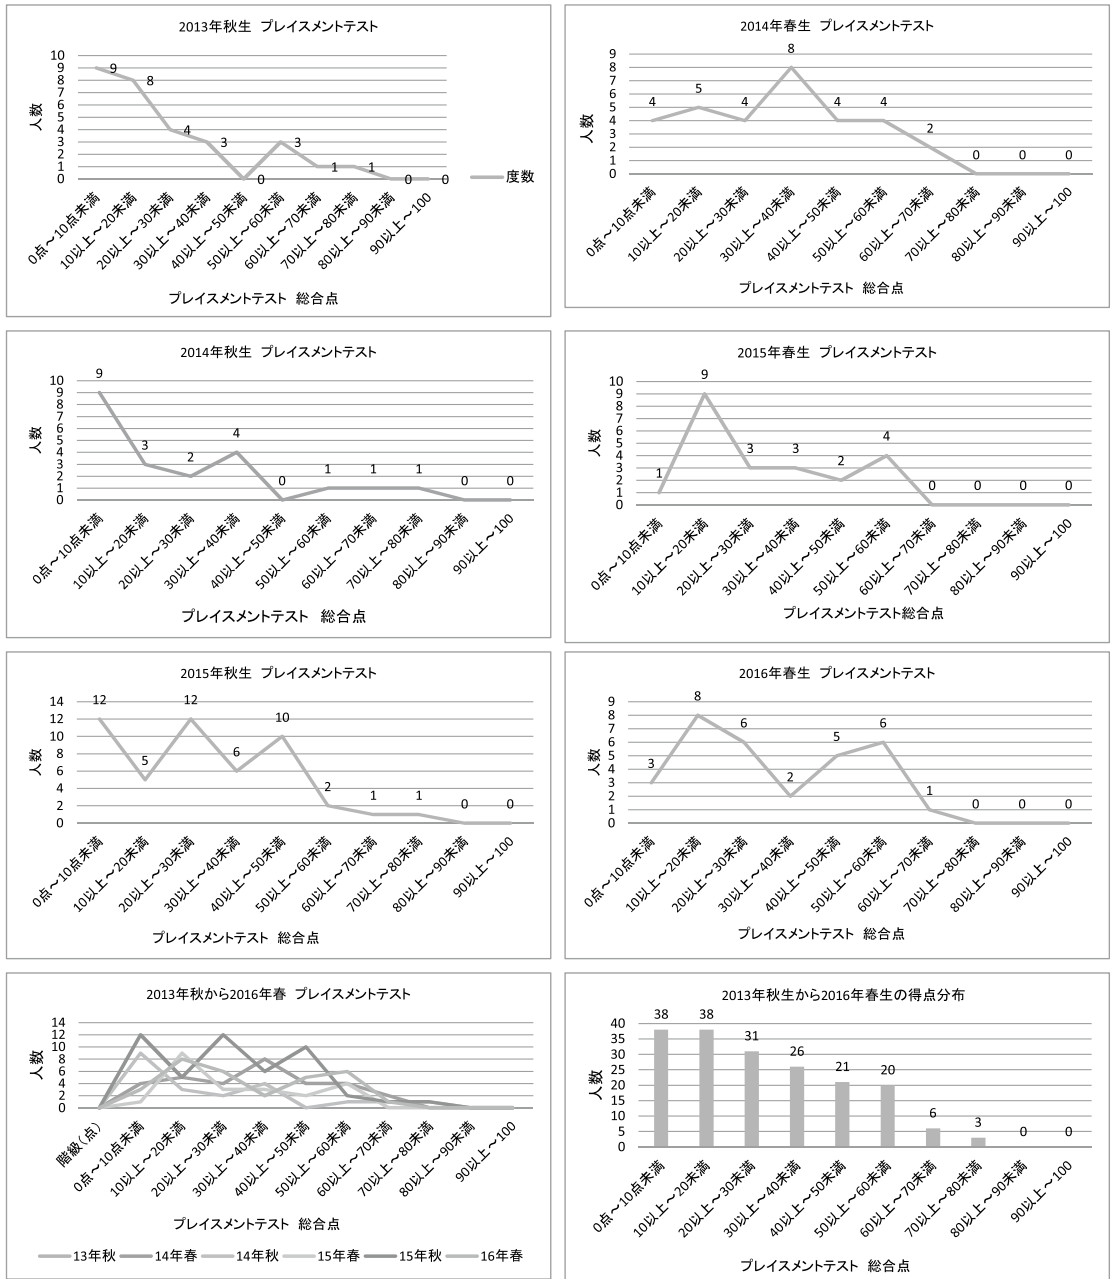 2013年秋生　プレイスメントテスト
10
9
8
7
6
5
4
3
2
1
0
人数
9
8
4
3
0
3
1
1
0
0
度数
0点～10点未満
10以上～20未満
20以上～30未満
30以上～40未満
40以上～50未満
50以上～60未満
60以上～70未満
70以上～80未満
80以上～90未満
90以上～100
プレイスメントテスト　総合点
2014年春生　プレイスメントテスト
9
8
7
6
5
4
3
2
1
0
人数
4
5
4
8
4
4
2
0
0
0
0点～10点未満
10以上～20未満
20以上～30未満
30以上～40未満
40以上～50未満
50以上～60未満
60以上～70未満
70以上～80未満
80以上～90未満
90以上～100
プレイスメントテスト　総合点
2014年秋生　プレイスメントテスト
10
9
8
7
6
5
4
3
2
1
0
人数
9
3
2
4
0
1
1
1
0
0
0点～10点未満
10以上～20未満
20以上～30未満
30以上～40未満
40以上～50未満
50以上～60未満
60以上～70未満
70以上～80未満
80以上～90未満
90以上～100
プレイスメントテスト　総合点
2015年春生　プレイスメントテスト
10
9
8
7
6
5
4
3
2
1
0
人数
1
9
3
3
2
4
0
0
0
0
0点～10点未満
10以上～20未満
20以上～30未満
30以上～40未満
40以上～50未満
50以上～60未満
60以上～70未満
70以上～80未満
80以上～90未満
90以上～100
プレイスメントテスト総合点
2015年秋生　プレイスメントテスト
14
12
10
8
6
4
2
0
人数
12
5
12
6
10
2
1
1
0
0
0点～10点未満
10以上～20未満
20以上～30未満
30以上～40未満
40以上～50未満
50以上～60未満
60以上～70未満
70以上～80未満
80以上～90未満
90以上～100
プレイスメントテスト　総合点
2016年春生　プレイスメントテスト
9
8
7
6
5
4
3
2
1
0
人数
3
8
6
2
5
6
1
0
0
0
0点～10点未満
10以上～20未満
20以上～30未満
30以上～40未満
40以上～50未満
50以上～60未満
60以上～70未満
70以上～80未満
80以上～90未満
90以上～100
プレイスメントテスト　総合点
2013年秋から2016年春　プレイスメントテスト
14
12
10
8
6
4
2
0
人数
階級（点）
0点～10点未満
10以上～20未満
20以上～30未満
30以上～40未満
40以上～50未満
50以上～60未満
60以上～70未満
70以上～80未満
80以上～90未満
90以上～100
プレイスメントテスト　総合点
13年秋　14年春　14年秋　15年春　15年秋　16年春
2013年秋生から2016年春生の得点分布
40
35
30
25
20
15
10
5
0
人数
38
38
31
26
21
20
6
3
0
0
0点～10点未満
10以上～20未満
20以上～30未満
30以上～40未満
40以上～50未満
50以上～60未満
60以上～70未満
70以上～80未満
80以上～90未満
90以上～100
プレイスメントテスト　総合点